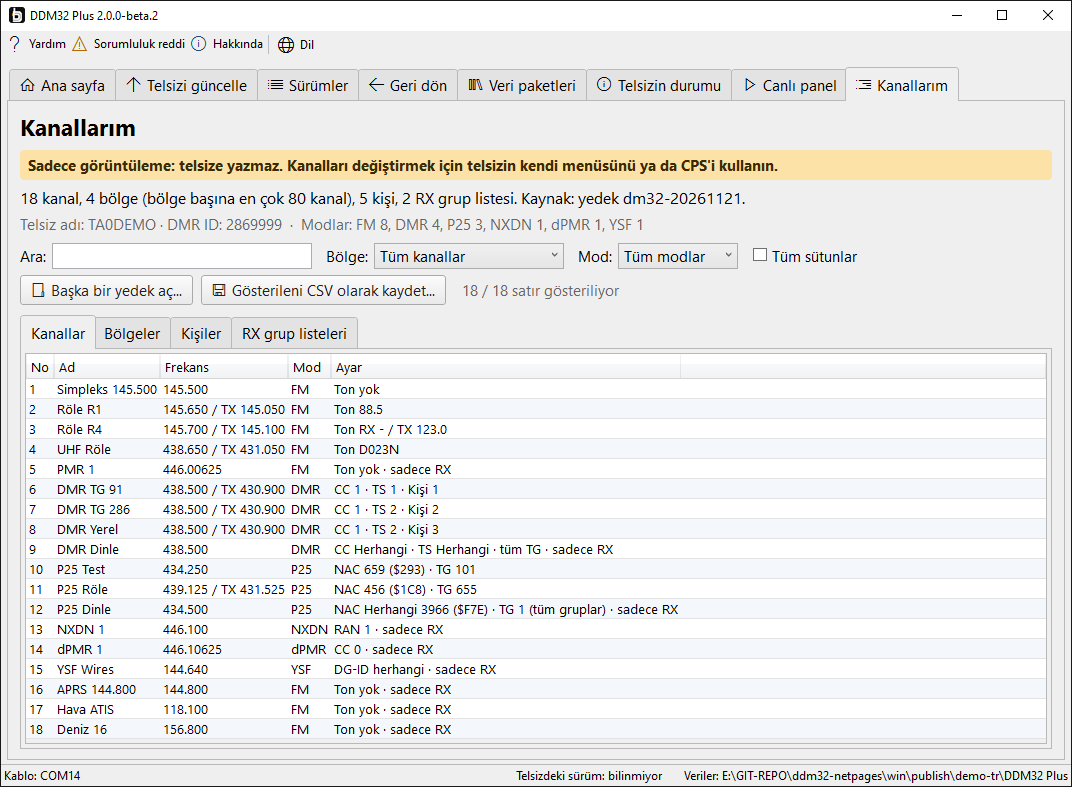 DDM32 Plus 2.0.0-beta.2
Yardım Sorumluluk reddi Hakkında Dil
Ana sayfa Telsizi güncelle Sürümler Geri dön Veri paketleri Telsizin durumu Canlı panel Kanallarım
Kanallarım
Sadece görüntüleme: telsize yazmaz. Kanalları değiştirmek için telsizin kendi menüsünü ya da CPS'i kullanın.
18 kanal, 4 bölge (bölge başına en çok 80 kanal), 5 kişi, 2 RX grup listesi. Kaynak: yedek dm32-20261121.
Telsiz adı: TA0DEMO · DMR ID: 2869999 · Modlar: FM 8, DMR 4, P25 3, NXDN 1, dPMR 1, YSF 1
Ara: Bölge: Tüm kanallar Mod: Tüm modlar Tüm sütunlar
Başka bir yedek aç... Gösterileni CSV olarak kaydet... 18 / 18 satır gösteriliyor
Kanallar Bölgeler Kişiler RX grup listeleri
No Ad Frekans Mod Ayar
1 Simpleks 145.500 145.500 FM Ton yok
2 Röle R1 145.650 / TX 145.050 FM Ton 88.5
3 Röle R4 145.700 / TX 145.100 FM Ton RX - / TX 123.0
4 UHF Röle 438.650 / TX 431.050 FM Ton D023N
5 PMR 1 446.00625 FM Ton yok · sadece RX
6 DMR TG 91 438.500 / TX 430.900 DMR CC 1 · TS 1 · Kişi 1
7 DMR TG 286 438.500 / TX 430.900 DMR CC 1 · TS 2 · Kişi 2
8 DMR Yerel 438.500 / TX 430.900 DMR CC 1 · TS 2 · Kişi 3
9 DMR Dinle 438.500 DMR CC Herhangi · TS Herhangi · tüm TG · sadece RX
10 P25 Test 434.250 P25 NAC 659 ($293) · TG 101
11 P25 Röle 439.125 / TX 431.525 P25 NAC 456 ($1C8) · TG 655
12 P25 Dinle 434.500 P25 NAC Herhangi 3966 ($F7E) · TG 1 (tüm gruplar) · sadece RX
13 NXDN 1 446.100 NXDN RAN 1 · sadece RX
14 dPMR 1 446.10625 dPMR CC 0 · sadece RX
15 YSF Wires 144.640 YSF DG-ID herhangi · sadece RX
16 APRS 144.800 144.800 FM Ton yok · sadece RX
17 Hava ATIS 118.100 FM Ton yok · sadece RX
18 Deniz 16 156.800 FM Ton yok · sadece RX
Kablo: COM14 Telsizdeki sürüm: bilinmiyor Veriler: E:\GIT-REPO\ddm32-netpages\win\publish\demo-tr\DDM32 Plus